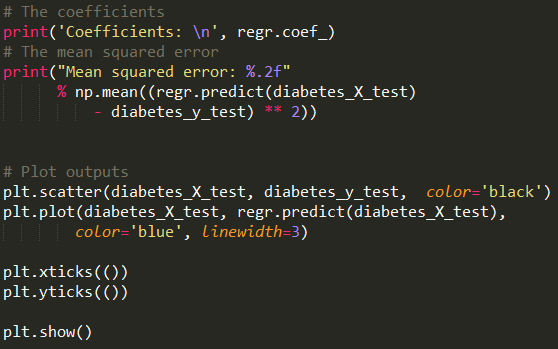 # The coefficients
print('Coefficients: \n', regr.coef_)
# The mean squared error
print("Mean squared error: %.2f"
      % np.mean((regr.predict(diabetes_X_test)
          - diabetes_y_test) ** 2))
# Plot outputs
plt.scatter(diabetes_X_test, diabetes_y_test,  color='black')
plt.plot(diabetes_X_test, regr.predict(diabetes_X_test),
        color='blue', linewidth=3)
plt.xticks(())
plt.yticks(())
plt.show()